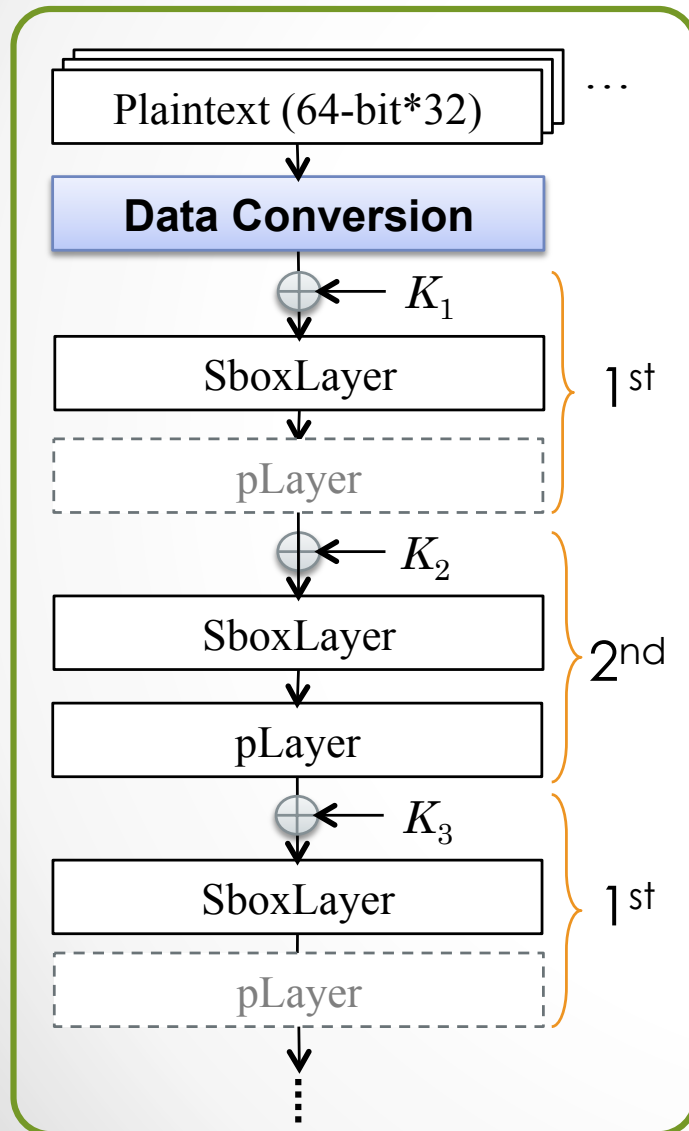 …
Plaintext (64-bit*32)
Data Conversion
K₁
SboxLayer
1st
pLayer
K₂
SboxLayer
2nd
pLayer
K₃
SboxLayer
1st
pLayer